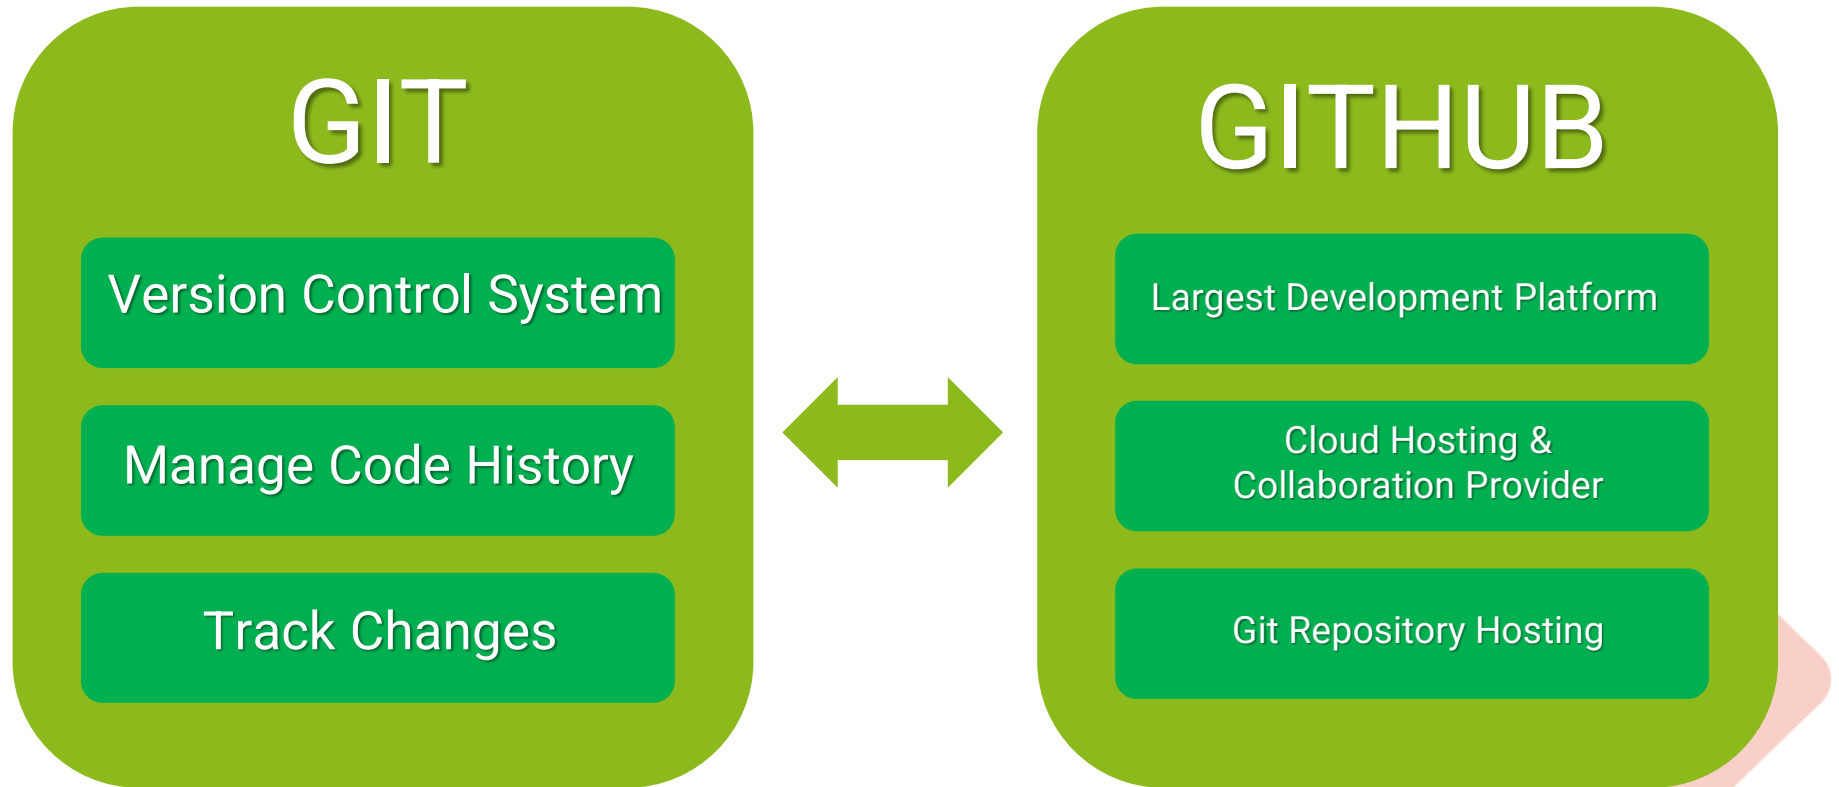 GIT
Version Control System
Manage Code History
Track Changes
GITHUB
Largest Development Platform
Cloud Hosting &
Collaboration Provider
Git Repository Hosting